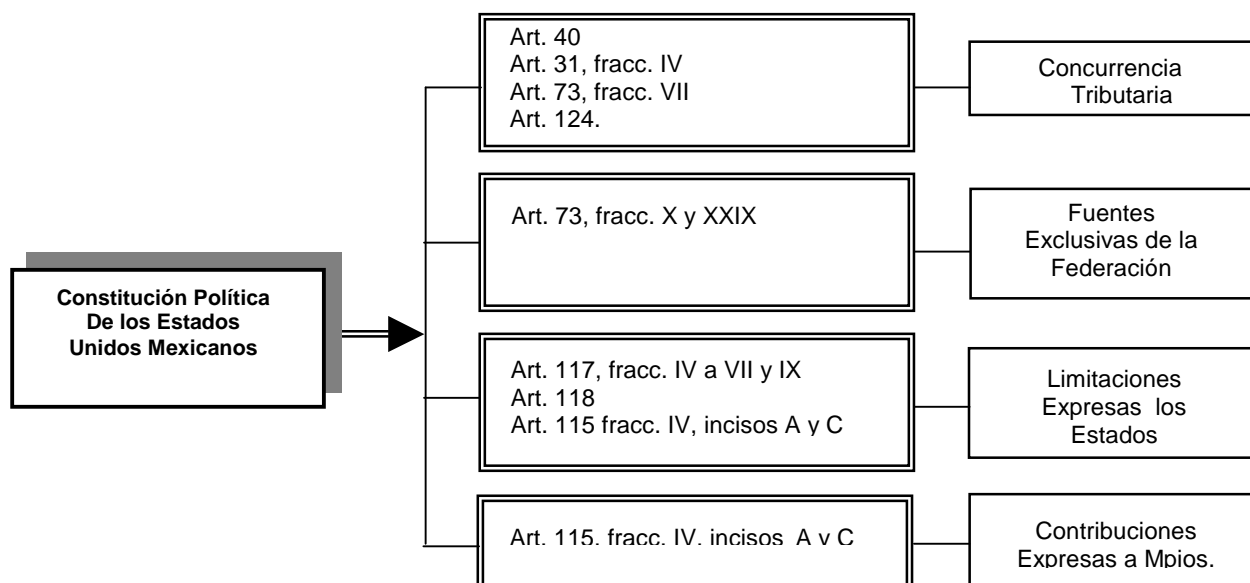 Art. 40
Art. 31, fracc. IV
Art. 73, fracc. VII
Art. 124.
Concurrencia
Tributaria
Art. 73, fracc. X y XXIX
Fuentes
Exclusivas de la
Federación
Constitución Política
De los Estados
Unidos Mexicanos
Art. 117, fracc. IV a VII y IX
Art. 118
Art. 115 fracc. IV, incisos A y C
Limitaciones
Expresas los
Estados
Art. 115, fracc. IV, incisos A y C
Contribuciones
Expresas a Mpios.